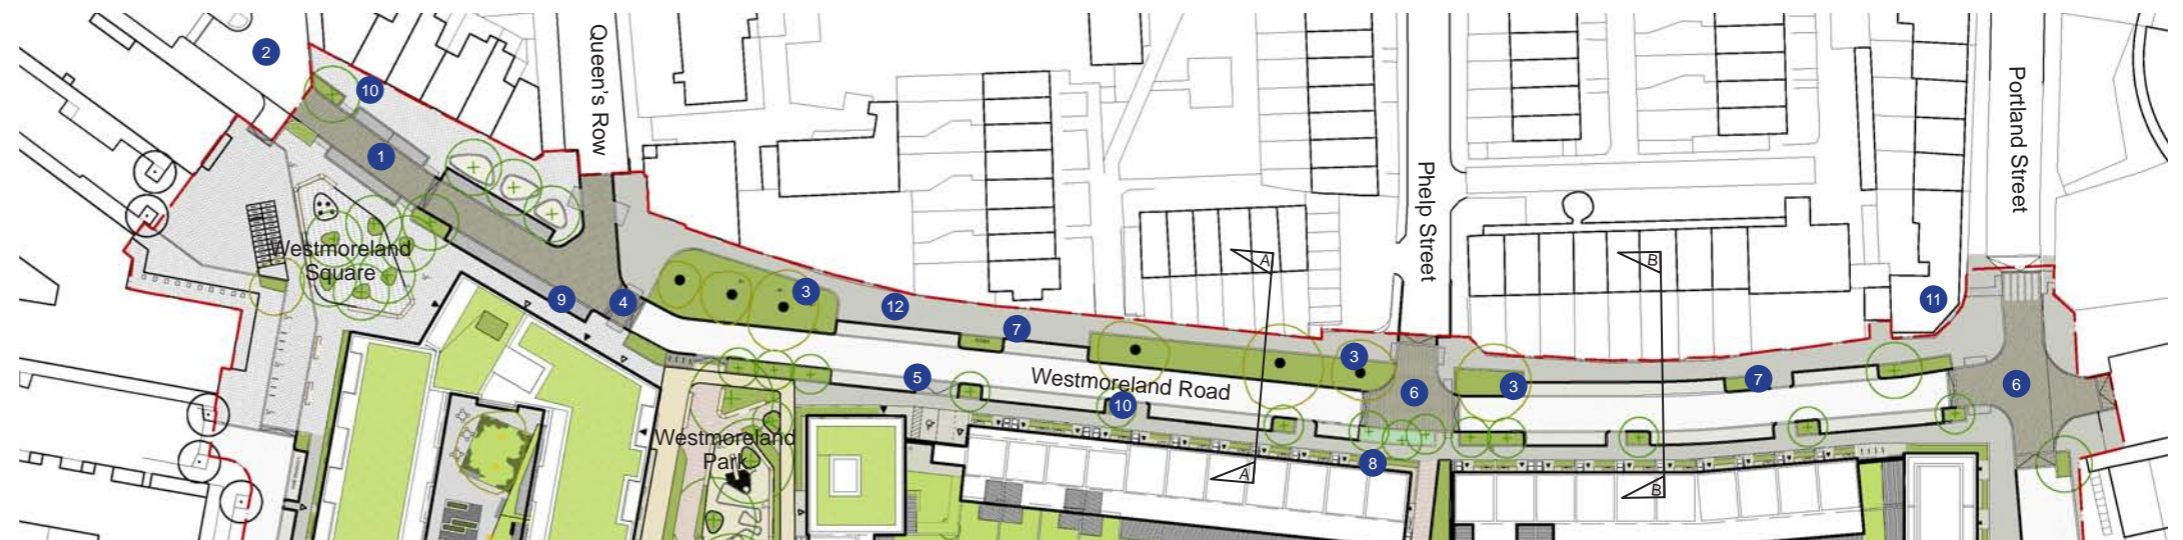 2
10
Queen's Row
1
Portland Street
Phelp Street
Westmoreland
Square
9
4
3
12
7
A
B
11
3
5
Westmoreland Road
10
6
3
7
6
Westmoreland
Park
8
A
B